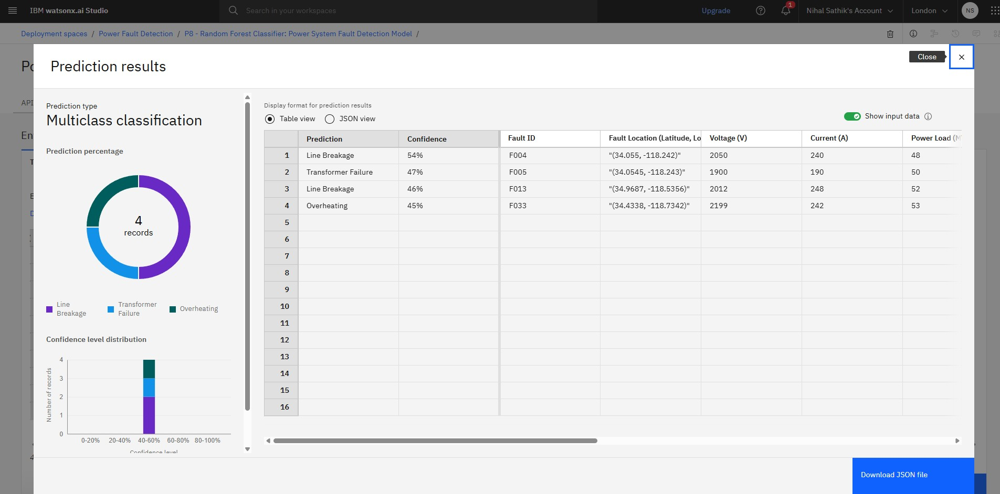 IBM watsonx.ai Studio
Search in your workspaces
Upgrade
1
Nihal Sathik's Account
London
NS
Deployment spaces / Power Fault Detection / P8 - Random Forest Classifier: Power System Fault Detection Model /
Close
Prediction results
API
Prediction type
Multiclass classification
Prediction percentage
4
records
Line Breakage
Transformer Failure
Overheating
Confidence level distribution
Number of records
4
3
2
1
0
0-20% 20-40% 40-60% 60-80% 80-100%
Confidence level
Display format for prediction results
Table view JSON view
Show input data
Prediction Confidence Fault ID Fault Location (Latitude, Lo Voltage (V) Current (A) Power Load (M
1 Line Breakage 54% F004 "(34.055, -118.242)" 2050 240 48
2 Transformer Failure 47% F005 "(34.0545, -118.243)" 1900 190 50
3 Line Breakage 46% F013 "(34.9687, -118.5356)" 2012 248 52
4 Overheating 45% F033 "(34.4338, -118.7342)" 2199 242 53
5
6
7
8
9
10
11
12
13
14
15
16
Download JSON file